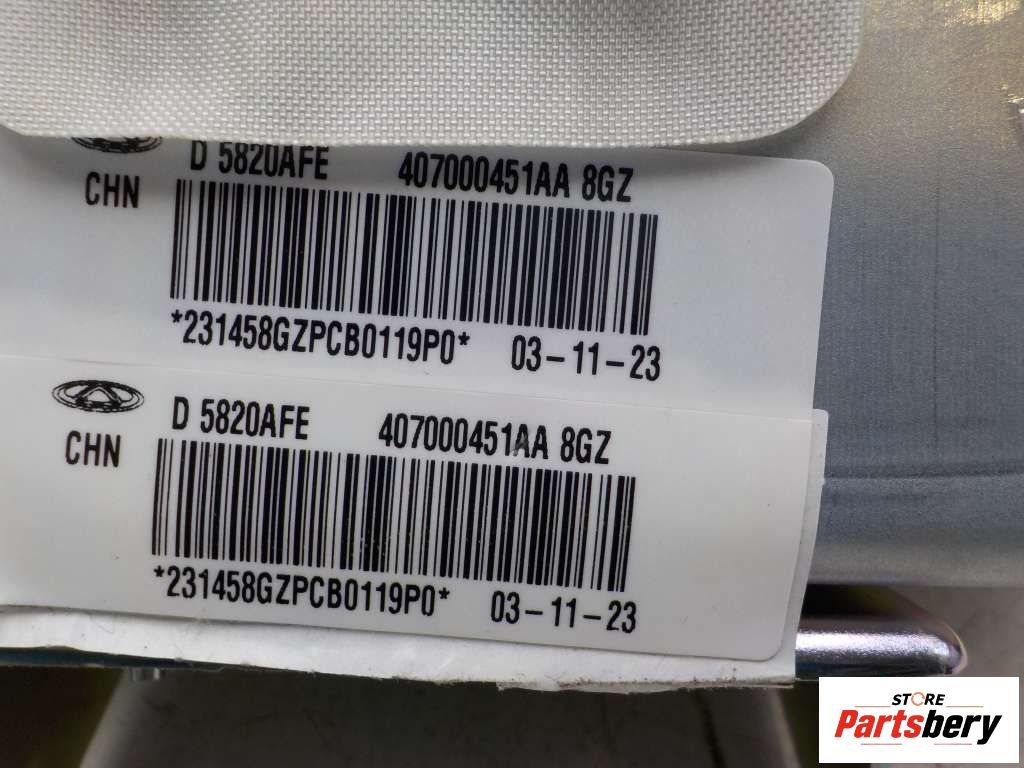 D 5820AFE 407000451AA 8GZ
CHN
*231458GZPCB0119P0* 03-11-23
D 5820AFE 407000451AA 8GZ
CHN
*231458GZPCB0119P0* 03-11-23
STORE
Partsbery